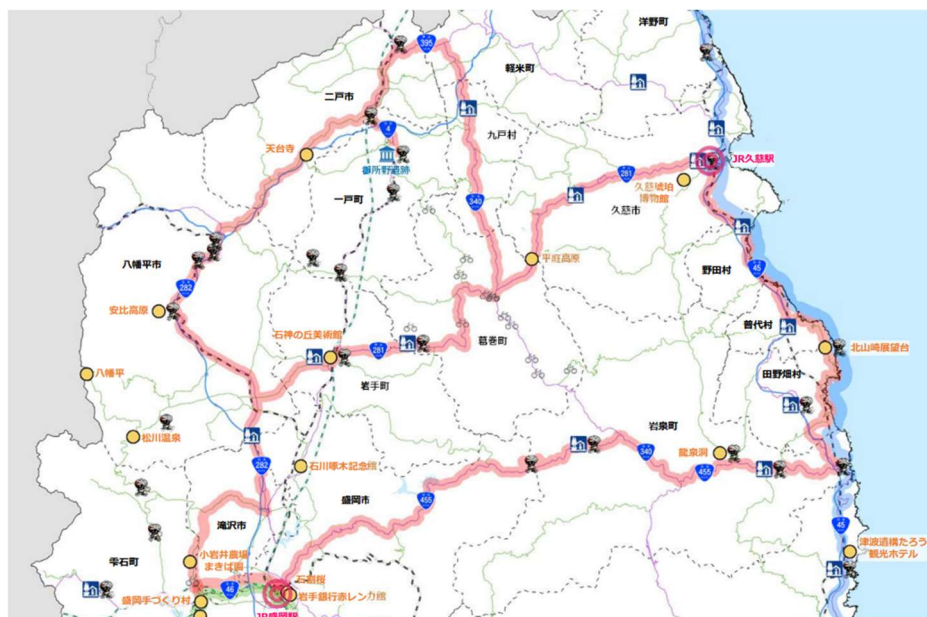 洋野町
395
軽米町
二戸市
九戸村
4
天台寺
御所野遺跡
JR久慈駅
281
久慈琥珀
博物館
久慈市
一戸町
340
八幡平市
平庭高原
野田村
45
282
安比高原
普代村
石神の丘美術館
281
葛巻町
北山崎展望台
岩手町
八幡平
田野畑村
松川温泉
岩泉町
340
龍泉洞
455
282
石川啄木記念館
盛岡市
455
滝沢市
45
津波遺構たろう
観光ホテル
雫石町
小岩井農場
まきば園
46
石割桜
岩手銀行赤レンガ館
盛岡手づくり村
JR盛岡駅